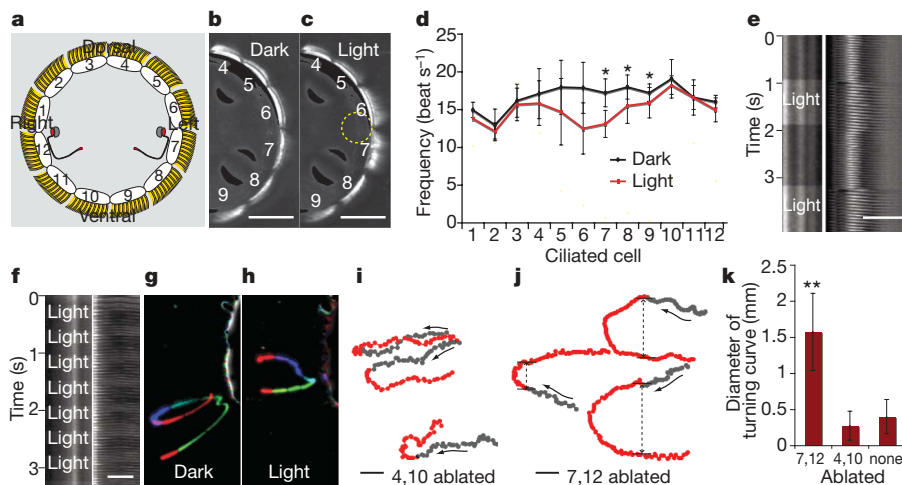 a
Dorsal
3 4
2 5
1 6
Right Left
12 7
11 8
10 9
Ventral
b
Dark
4
5
6
7
8
9
c
Light
4
5
6
7
8
9
d
Frequency (beat s⁻¹)
25
20
15
10
5
0
* * *
Dark
Light
1 2 3 4 5 6 7 8 9 10 11 12
Ciliated cell
e
Time (s)
0
1
2
3
Light
Light
f
Time (s)
0
1
2
3
Light
Light
Light
Light
Light
Light
Light
g
Dark
h
Light
i
4,10 ablated
j
7,12 ablated
k
Diameter of
turning curve (mm)
2.5
2
1.5
1
0.5
0
**
7,12 4,10 none
Ablated